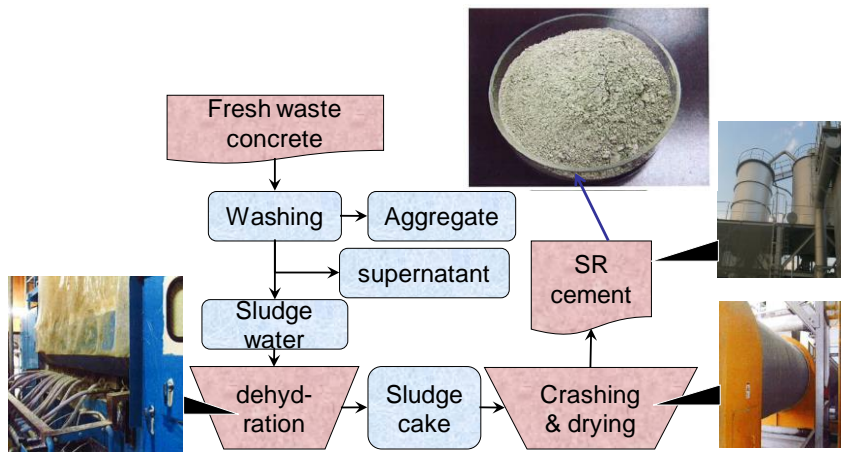 Fresh waste
concrete
Washing
Aggregate
supernatant
Sludge
water
dehyd-
ration
Sludge
cake
Crashing
& drying
SR
cement